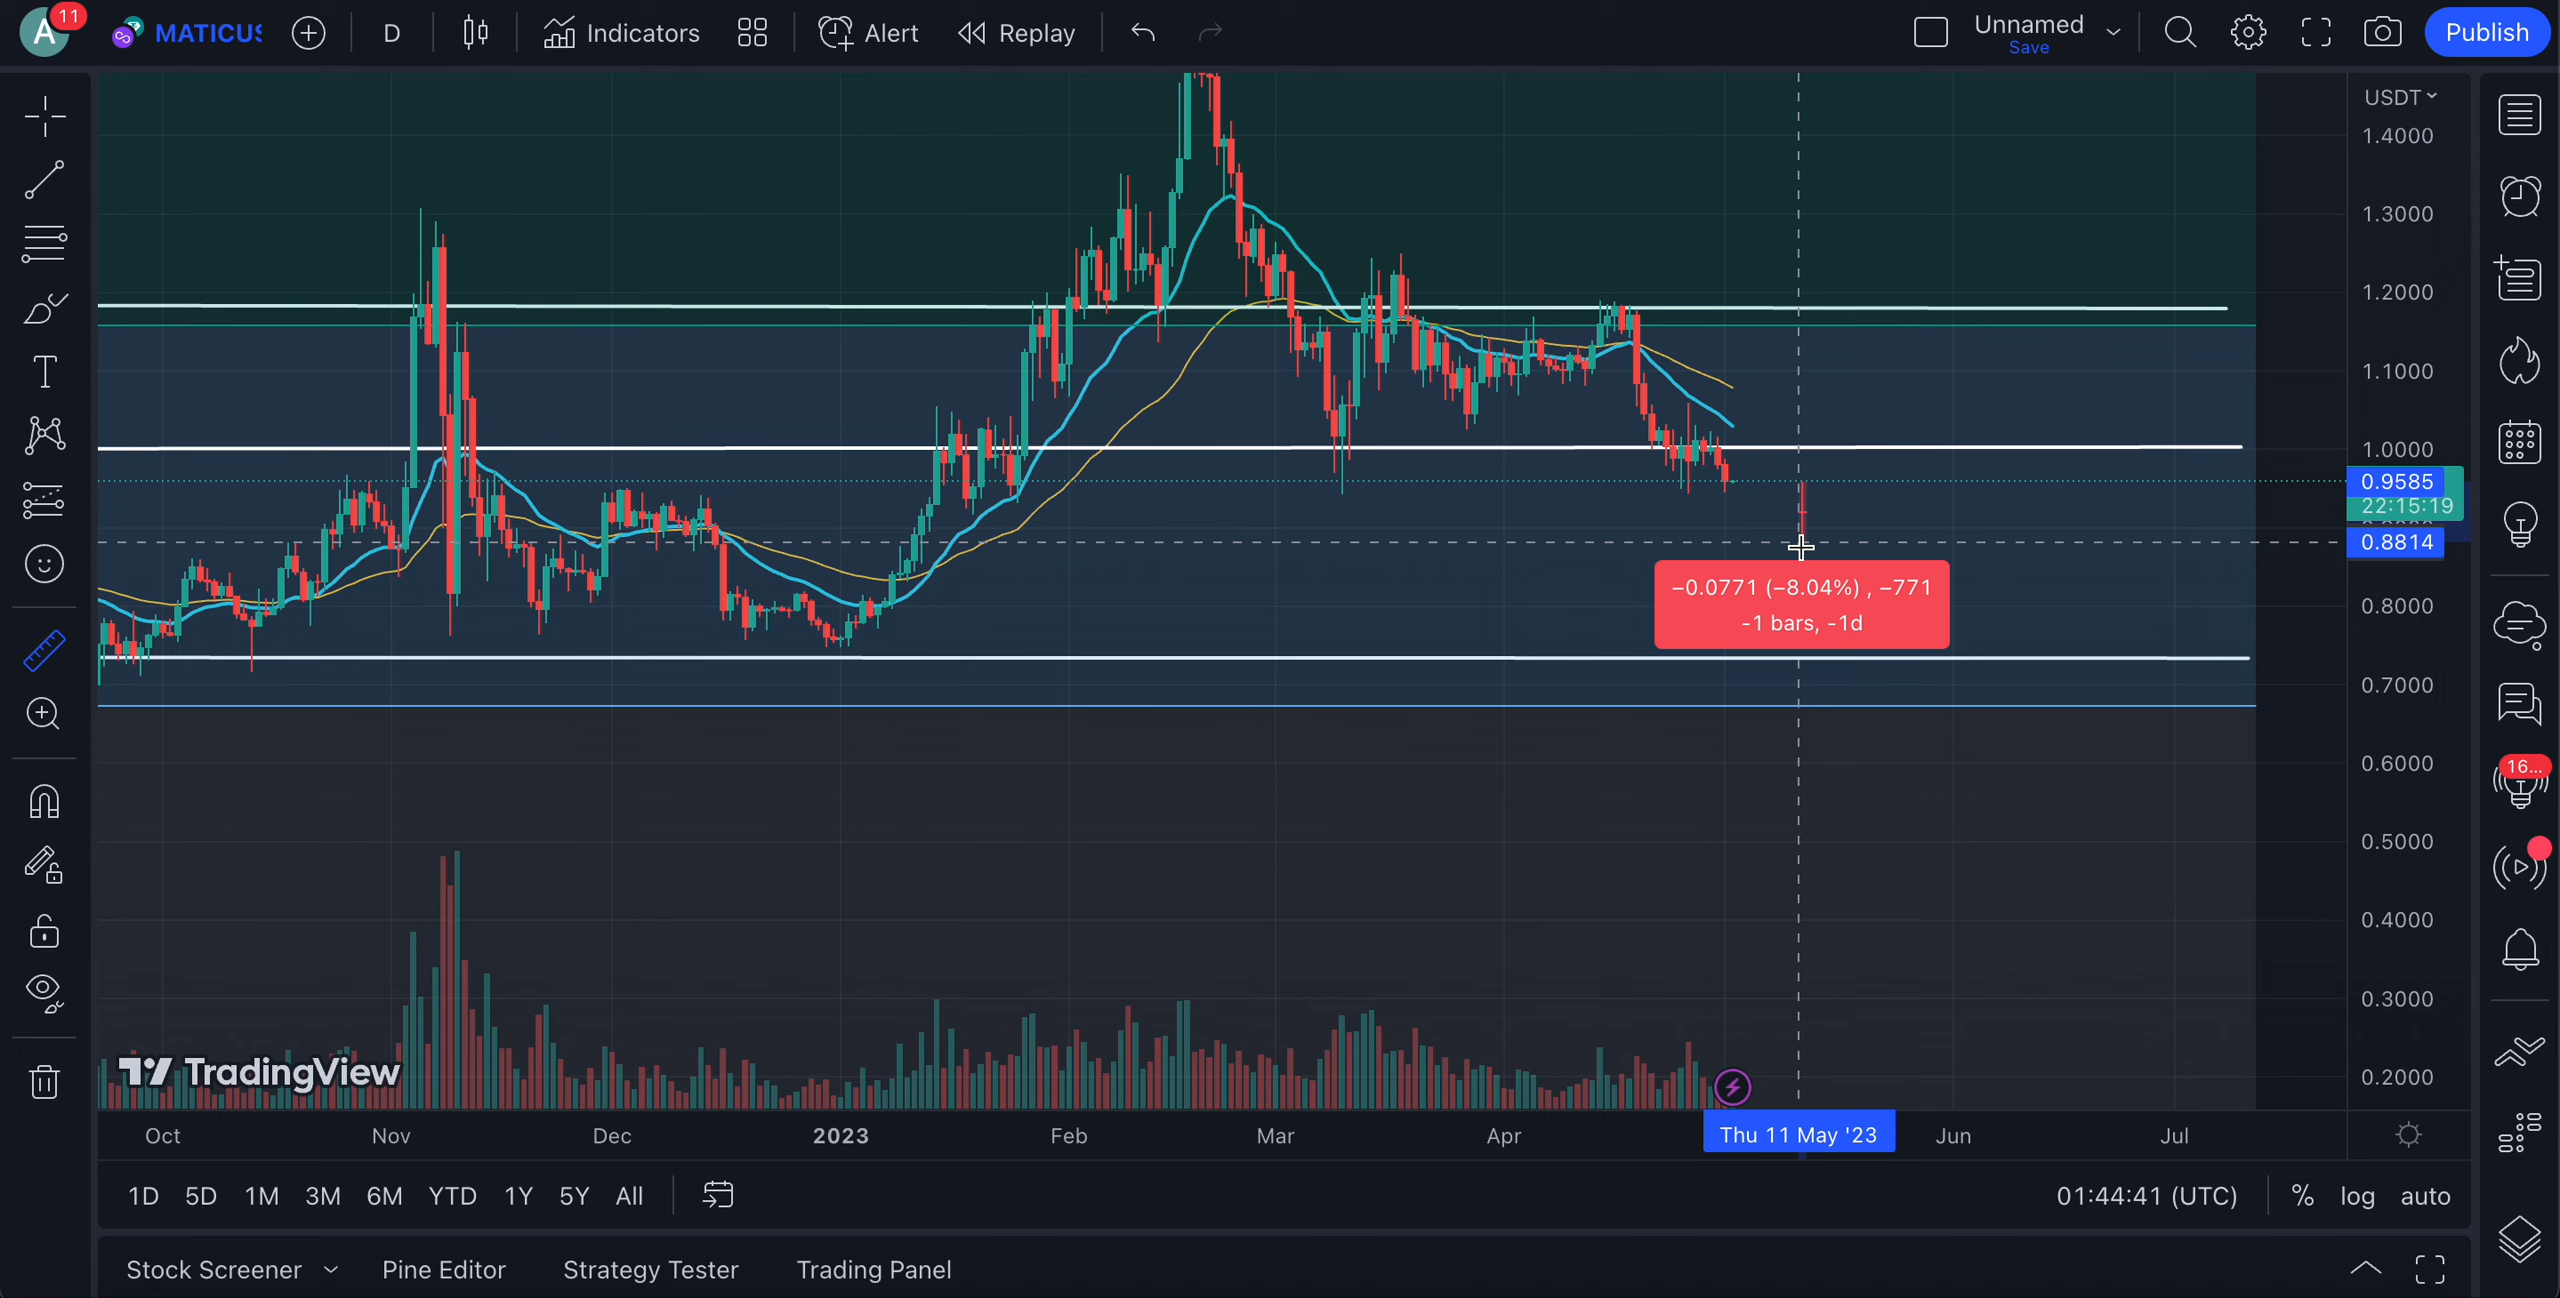 A
11
MATICUS
D
Indicators
Alert
Replay
Unnamed
Save
Publish
USDT
1.4000
1.3000
1.2000
1.1000
1.0000
0.9585
22:15:19
0.8814
0.8000
0.7000
0.6000
0.5000
0.4000
0.3000
0.2000
−0.0771 (−8.04%) , −771
-1 bars, -1d
16...
TradingView
Oct
Nov
Dec
2023
Feb
Mar
Apr
Thu 11 May '23
Jun
Jul
1D 5D 1M 3M 6M YTD 1Y 5Y All
01:44:41 (UTC)
% log auto
Stock Screener
Pine Editor
Strategy Tester
Trading Panel